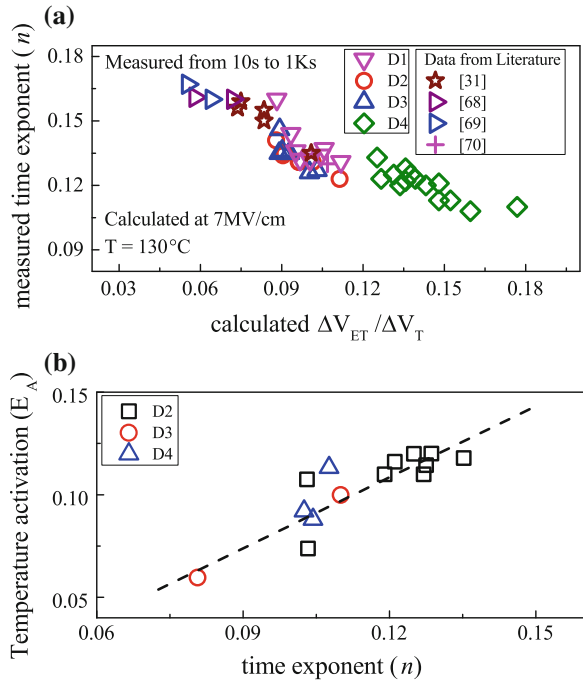 (a)
0.18
0.15
0.12
0.09
measured time exponent (n)
Measured from 10s to 1Ks
D1
D2
D3
D4
Data from Literature
[31]
[68]
[69]
[70]
Calculated at 7MV/cm
T = 130°C
0.03 0.06 0.09 0.12 0.15 0.18
calculated ΔV_ET /ΔV_T
(b)
0.15
0.10
0.05
Temperature activation (E_A)
D2
D3
D4
0.06 0.09 0.12 0.15
time exponent (n)